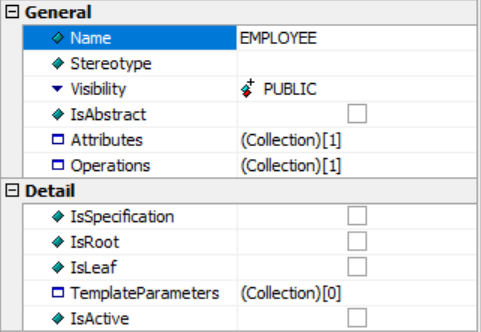 General
Name EMPLOYEE
Stereotype
Visibility PUBLIC
IsAbstract
Attributes (Collection)[1]
Operations (Collection)[1]
Detail
IsSpecification
IsRoot
IsLeaf
TemplateParameters (Collection)[0]
IsActive